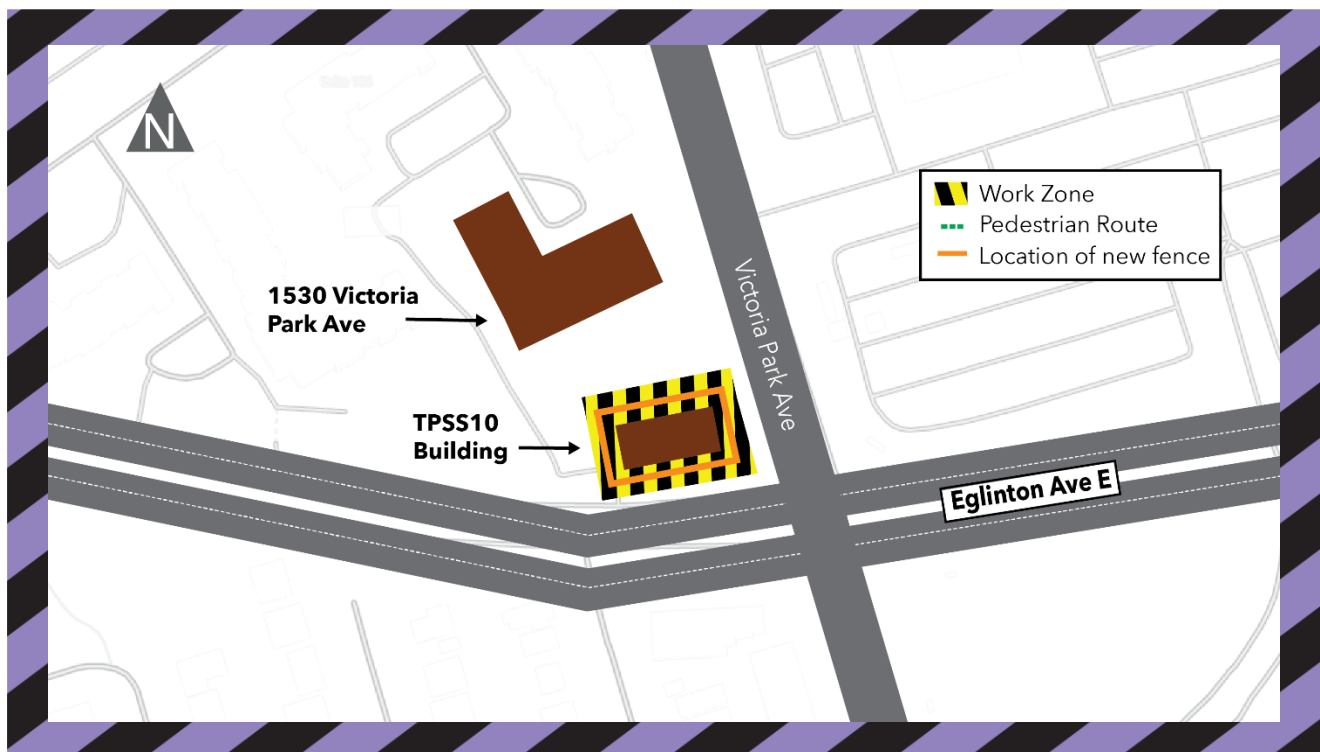 N
Work Zone
Pedestrian Route
Location of new fence
Victoria Park Ave
1530 Victoria
Park Ave
TPSS10
Building
Eglinton Ave E